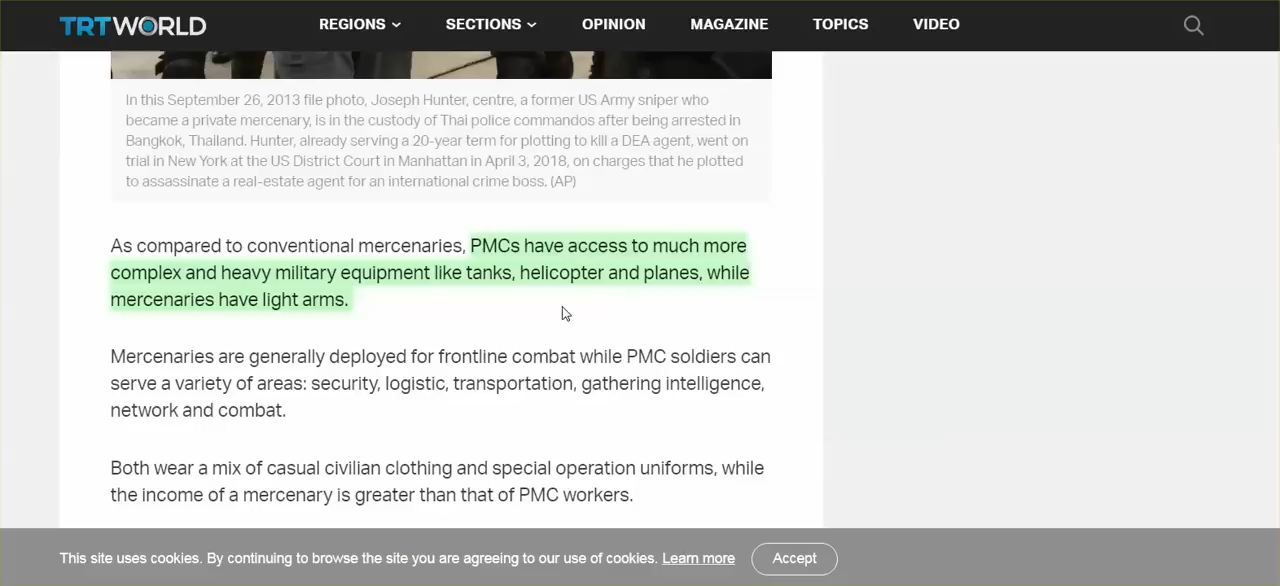 TRTWORLD REGIONS SECTIONS OPINION MAGAZINE TOPICS VIDEO
In this September 26, 2013 file photo, Joseph Hunter, centre, a former US Army sniper who
became a private mercenary, is in the custody of Thai police commandos after being arrested in
Bangkok, Thailand. Hunter, already serving a 20-year term for plotting to kill a DEA agent, went on
trial in New York at the US District Court in Manhattan in April 3, 2018, on charges that he plotted
to assassinate a real-estate agent for an international crime boss. (AP)
As compared to conventional mercenaries, PMCs have access to much more
complex and heavy military equipment like tanks, helicopter and planes, while
mercenaries have light arms.
Mercenaries are generally deployed for frontline combat while PMC soldiers can
serve a variety of areas: security, logistic, transportation, gathering intelligence,
network and combat.
Both wear a mix of casual civilian clothing and special operation uniforms, while
the income of a mercenary is greater than that of PMC workers.
This site uses cookies. By continuing to browse the site you are agreeing to our use of cookies. Learn more Accept